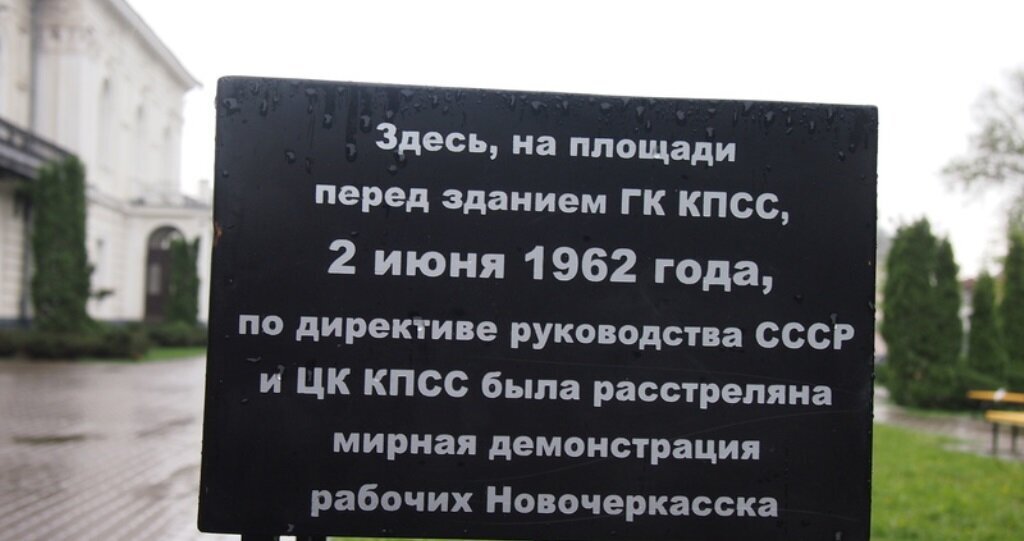 Здесь, на площади
перед зданием ГК КПСС,
2 июня 1962 года,
по директиве руководства СССР
и ЦК КПСС была расстреляна
мирная демонстрация
рабочих Новочеркасска